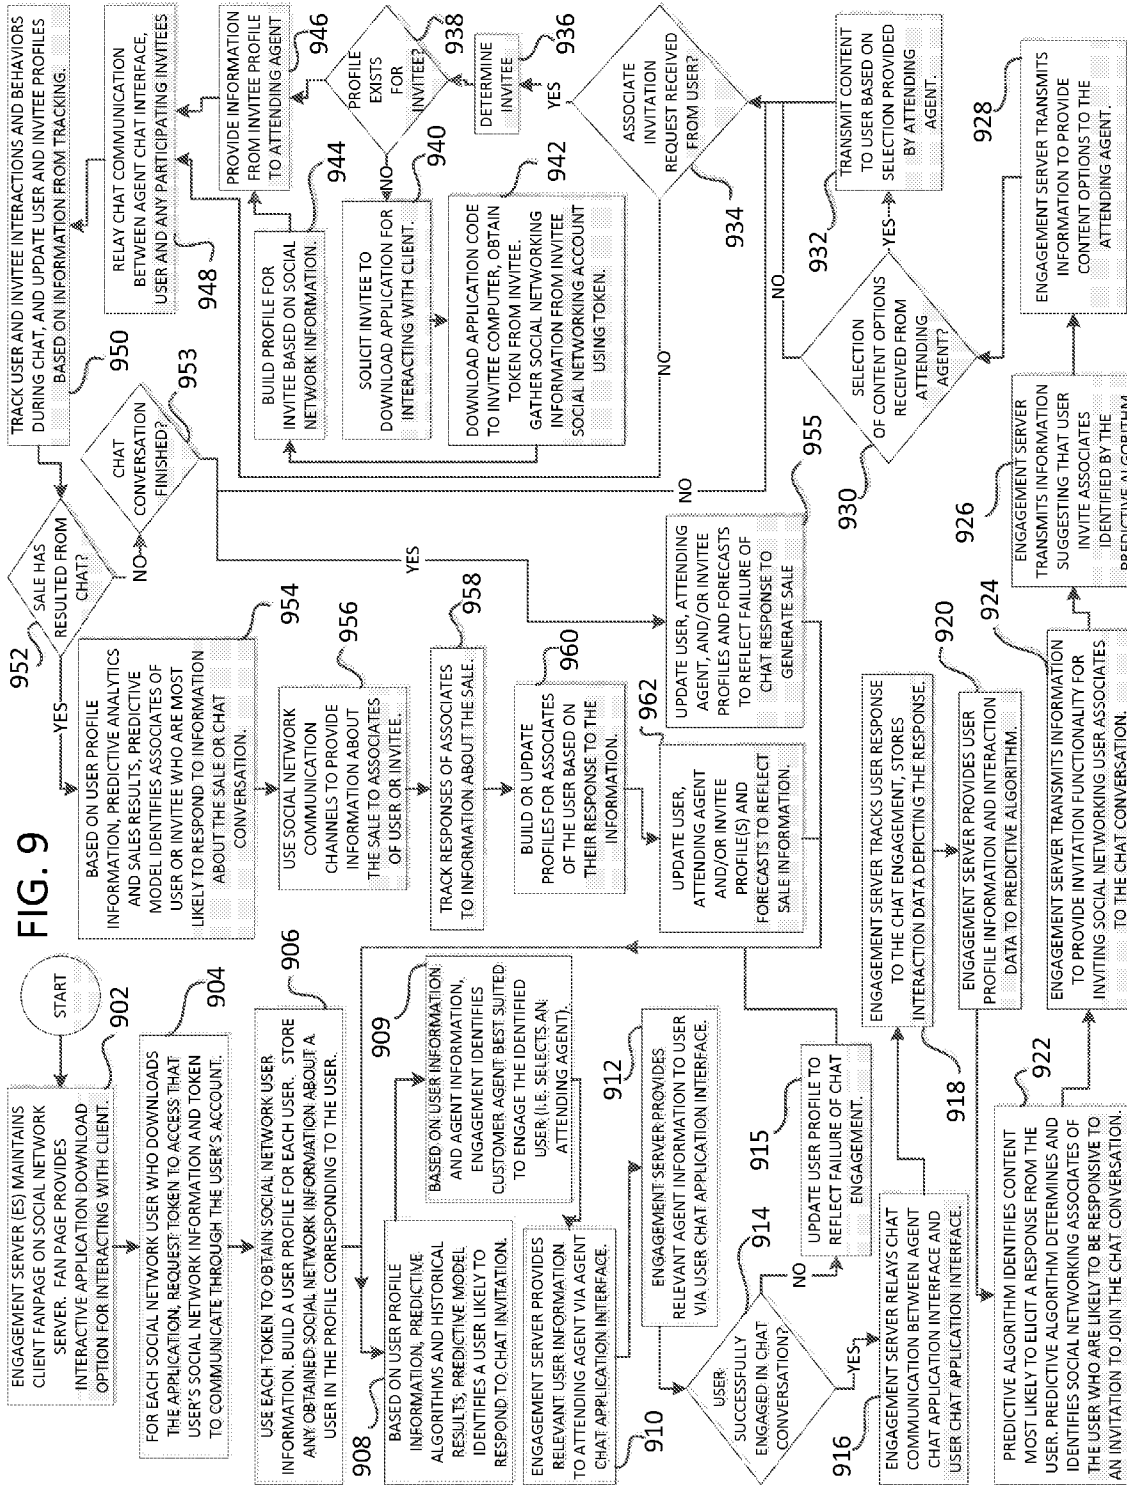 FIG. 9
START
902
ENGAGEMENT SERVER (ES) MAINTAINS
CLIENT FANPAGE ON SOCIAL NETWORK
SERVER. FAN PAGE PROVIDES
INTERACTIVE APPLICATION DOWNLOAD
OPTION FOR INTERACTING WITH CLIENT.
904
FOR EACH SOCIAL NETWORK USER WHO DOWNLOADS
THE APPLICATION, REQUEST TOKEN TO ACCESS THAT
USER'S SOCIAL NETWORK INFORMATION AND TOKEN
TO COMMUNICATE THROUGH THE USER'S ACCOUNT.
906
USE EACH TOKEN TO OBTAIN SOCIAL NETWORK USER
INFORMATION. BUILD A USER PROFILE FOR EACH USER. STORE
ANY OBTAINED SOCIAL NETWORK INFORMATION ABOUT A
USER IN THE PROFILE CORRESPONDING TO THE USER.
908
BASED ON USER PROFILE
INFORMATION, PREDICTIVE
ALGORITHMS AND HISTORICAL
RESULTS, PREDICTIVE MODEL
IDENTIFIES A USER LIKELY TO
RESPOND TO CHAT INVITATION.
909
BASED ON USER INFORMATION
AND AGENT INFORMATION,
ENGAGEMENT IDENTIFIES
CUSTOMER AGENT BEST SUITED
TO ENGAGE THE IDENTIFIED
USER (I.E. SELECTS AN
ATTENDING AGENT).
910
ENGAGEMENT SERVER PROVIDES
RELEVANT USER INFORMATION
TO ATTENDING AGENT VIA AGENT
CHAT APPLICATION INTERFACE.
912
ENGAGEMENT SERVER PROVIDES
RELEVANT AGENT INFORMATION TO USER
VIA USER CHAT APPLICATION INTERFACE.
914
USER
SUCCESSFULLY
ENGAGED IN CHAT
CONVERSATION?
NO
915
UPDATE USER PROFILE TO
REFLECT FAILURE OF CHAT
ENGAGEMENT.
YES
916
ENGAGEMENT SERVER RELAYS CHAT
COMMUNICATION BETWEEN AGENT
CHAT APPLICATION INTERFACE AND
USER CHAT APPLICATION INTERFACE.
918
ENGAGEMENT SERVER TRACKS USER RESPONSE
TO THE CHAT ENGAGEMENT, STORES
INTERACTION DATA DEPICTING THE RESPONSE.
920
ENGAGEMENT SERVER PROVIDES USER
PROFILE INFORMATION AND INTERACTION
DATA TO PREDICTIVE ALGORITHM.
922
PREDICTIVE ALGORITHM IDENTIFIES CONTENT
MOST LIKELY TO ELICIT A RESPONSE FROM THE
USER. PREDICTIVE ALGORITHM DETERMINES AND
IDENTIFIES SOCIAL NETWORKING ASSOCIATES OF
THE USER WHO ARE LIKELY TO BE RESPONSIVE TO
AN INVITATION TO JOIN THE CHAT CONVERSATION.
924
ENGAGEMENT SERVER TRANSMITS INFORMATION
TO PROVIDE INVITATION FUNCTIONALITY FOR
INVITING SOCIAL NETWORKING USER ASSOCIATES
TO THE CHAT CONVERSATION.
926
ENGAGEMENT SERVER
TRANSMITS INFORMATION
SUGGESTING THAT USER
INVITE ASSOCIATES
IDENTIFIED BY THE
PREDICTIVE ALGORITHM
928
ENGAGEMENT SERVER TRANSMITS
INFORMATION TO PROVIDE
CONTENT OPTIONS TO THE
ATTENDING AGENT.
930
SELECTION
OF CONTENT OPTIONS
RECEIVED FROM
ATTENDING
AGENT?
YES
NO
932
TRANSMIT CONTENT
TO USER BASED ON
SELECTION PROVIDED
BY ATTENDING
AGENT.
934
ASSOCIATE
INVITATION
REQUEST RECEIVED
FROM USER?
YES
NO
936
DETERMINE
INVITEE
938
PROFILE
EXISTS
FOR
INVITEE?
NO
940
SOLICIT INVITEE TO
DOWNLOAD APPLICATION FOR
INTERACTING WITH CLIENT.
942
DOWNLOAD APPLICATION CODE
TO INVITEE COMPUTER, OBTAIN
TOKEN FROM INVITEE.
GATHER SOCIAL NETWORKING
INFORMATION FROM INVITEE
SOCIAL NETWORKING ACCOUNT
USING TOKEN.
944
BUILD PROFILE FOR
INVITEE BASED ON SOCIAL
NETWORK INFORMATION.
946
PROVIDE INFORMATION
FROM INVITEE PROFILE
TO ATTENDING AGENT
948
RELAY CHAT COMMUNICATION
BETWEEN AGENT CHAT INTERFACE,
USER AND ANY PARTICIPATING INVITEES
950
TRACK USER AND INVITEE INTERACTIONS AND BEHAVIORS
DURING CHAT, AND UPDATE USER AND INVITEE PROFILES
BASED ON INFORMATION FROM TRACKING.
952
SALE HAS
RESULTED FROM
CHAT?
NO
YES
953
CHAT
CONVERSATION
FINISHED?
NO
YES
954
BASED ON USER PROFILE
INFORMATION, PREDICTIVE ANALYTICS
AND SALES RESULTS, PREDICTIVE
MODEL IDENTIFIES ASSOCIATES OF
USER OR INVITEE WHO ARE MOST
LIKELY TO RESPOND TO INFORMATION
ABOUT THE SALE OR CHAT
CONVERSATION.
956
USE SOCIAL NETWORK
COMMUNICATION
CHANNELS TO PROVIDE
INFORMATION ABOUT
THE SALE TO ASSOCIATES
OF USER OR INVITEE.
958
TRACK RESPONSES OF ASSOCIATES
TO INFORMATION ABOUT THE SALE.
960
BUILD OR UPDATE
PROFILES FOR ASSOCIATES
OF THE USER BASED ON
THEIR RESPONSE TO THE
INFORMATION.
962
UPDATE USER,
ATTENDING AGENT
AND/OR INVITEE
PROFILE(S) AND
FORECASTS TO REFLECT
SALE INFORMATION.
955
UPDATE USER, ATTENDING
AGENT, AND/OR INVITEE
PROFILES AND FORECASTS
TO REFLECT FAILURE OF
CHAT RESPONSE TO
GENERATE SALE